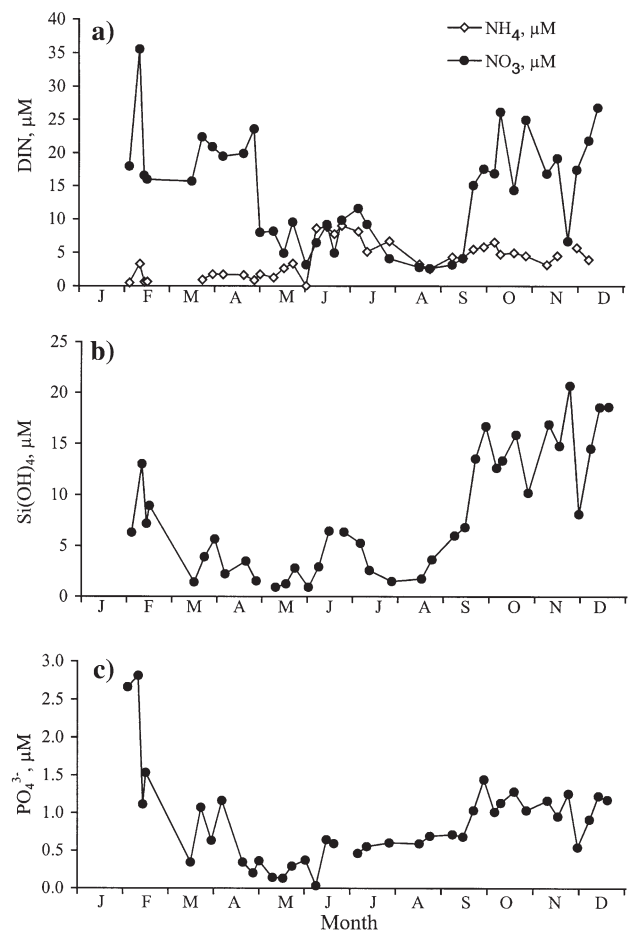 a)
NH4, µM
NO3, µM
DIN, µM
40
35
30
25
20
15
10
5
0
J F M A M J J A S O N D
b)
Si(OH)4, µM
25
20
15
10
5
0
J F M A M J J A S O N D
c)
PO4 3-, µM
3.0
2.5
2.0
1.5
1.0
0.5
0.0
J F M A M J J A S O N D
Month